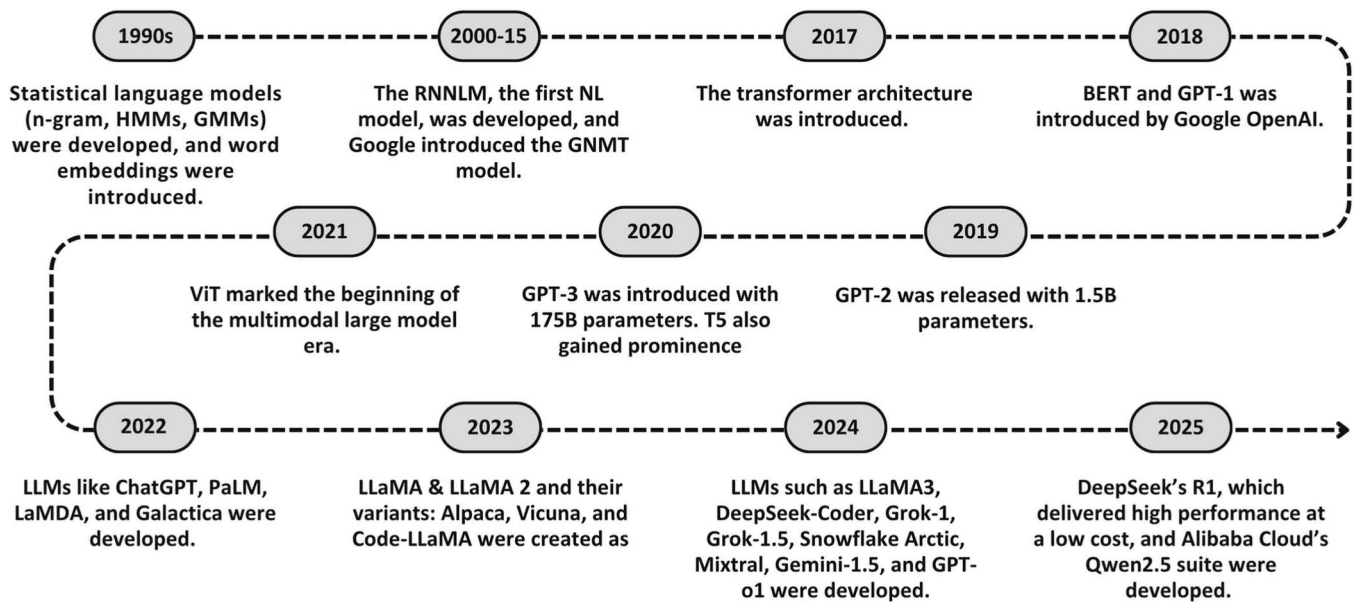 1990s
Statistical language models
(n-gram, HMMs, GMMs)
were developed, and word
embeddings were
introduced.
2000-15
The RNNLM, the first NL
model, was developed, and
Google introduced the GNMT
model.
2017
The transformer architecture
was introduced.
2018
BERT and GPT-1 was
introduced by Google OpenAI.
2021
ViT marked the beginning of
the multimodal large model
era.
2020
GPT-3 was introduced with
175B parameters. T5 also
gained prominence
2019
GPT-2 was released with 1.5B
parameters.
2022
LLMs like ChatGPT, PaLM,
LaMDA, and Galactica were
developed.
2023
LLaMA & LLaMA 2 and their
variants: Alpaca, Vicuna, and
Code-LLaMA were created as
2024
LLMs such as LLaMA3,
DeepSeek-Coder, Grok-1,
Grok-1.5, Snowflake Arctic,
Mixtral, Gemini-1.5, and GPT-
o1 were developed.
2025
DeepSeek's R1, which
delivered high performance at
a low cost, and Alibaba Cloud's
Qwen2.5 suite were
developed.